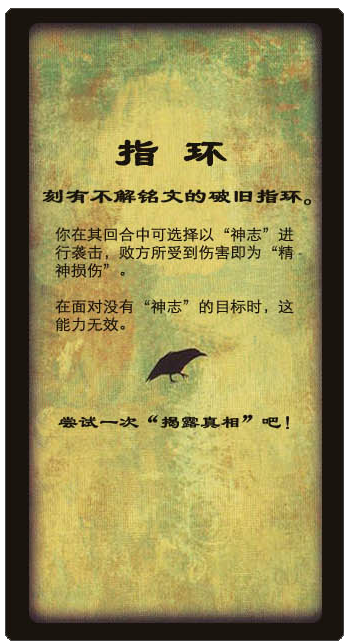 指 环
刻有不解铭文的破旧指环。
你在其回合中可选择以“神志”进
行袭击，败方所受到伤害即为“精
神损伤”。
在面对没有“神志”的目标时，这
能力无效。
尝试一次“揭露真相”吧！